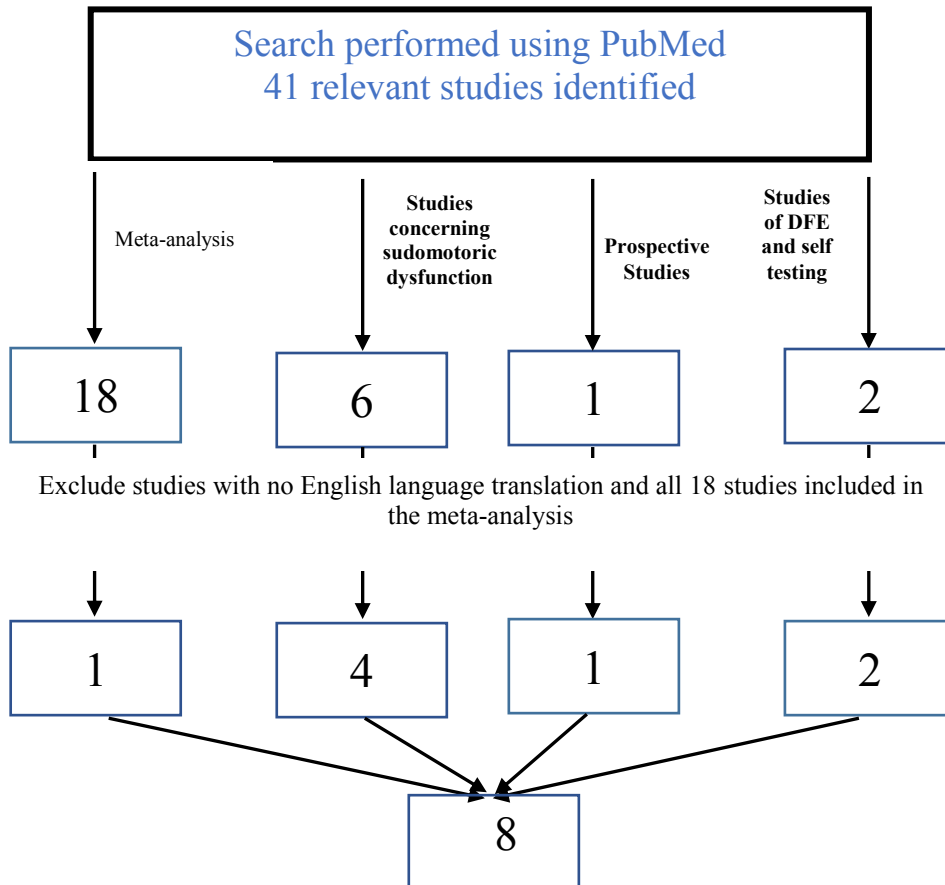 Search performed using PubMed
41 relevant studies identified
Meta-analysis
Studies
concerning
sudomotoric
dysfunction
Prospective
Studies
Studies
of DFE
and self
testing
18
6
1
2
Exclude studies with no English language translation and all 18 studies included in
the meta-analysis
1
4
1
2
8